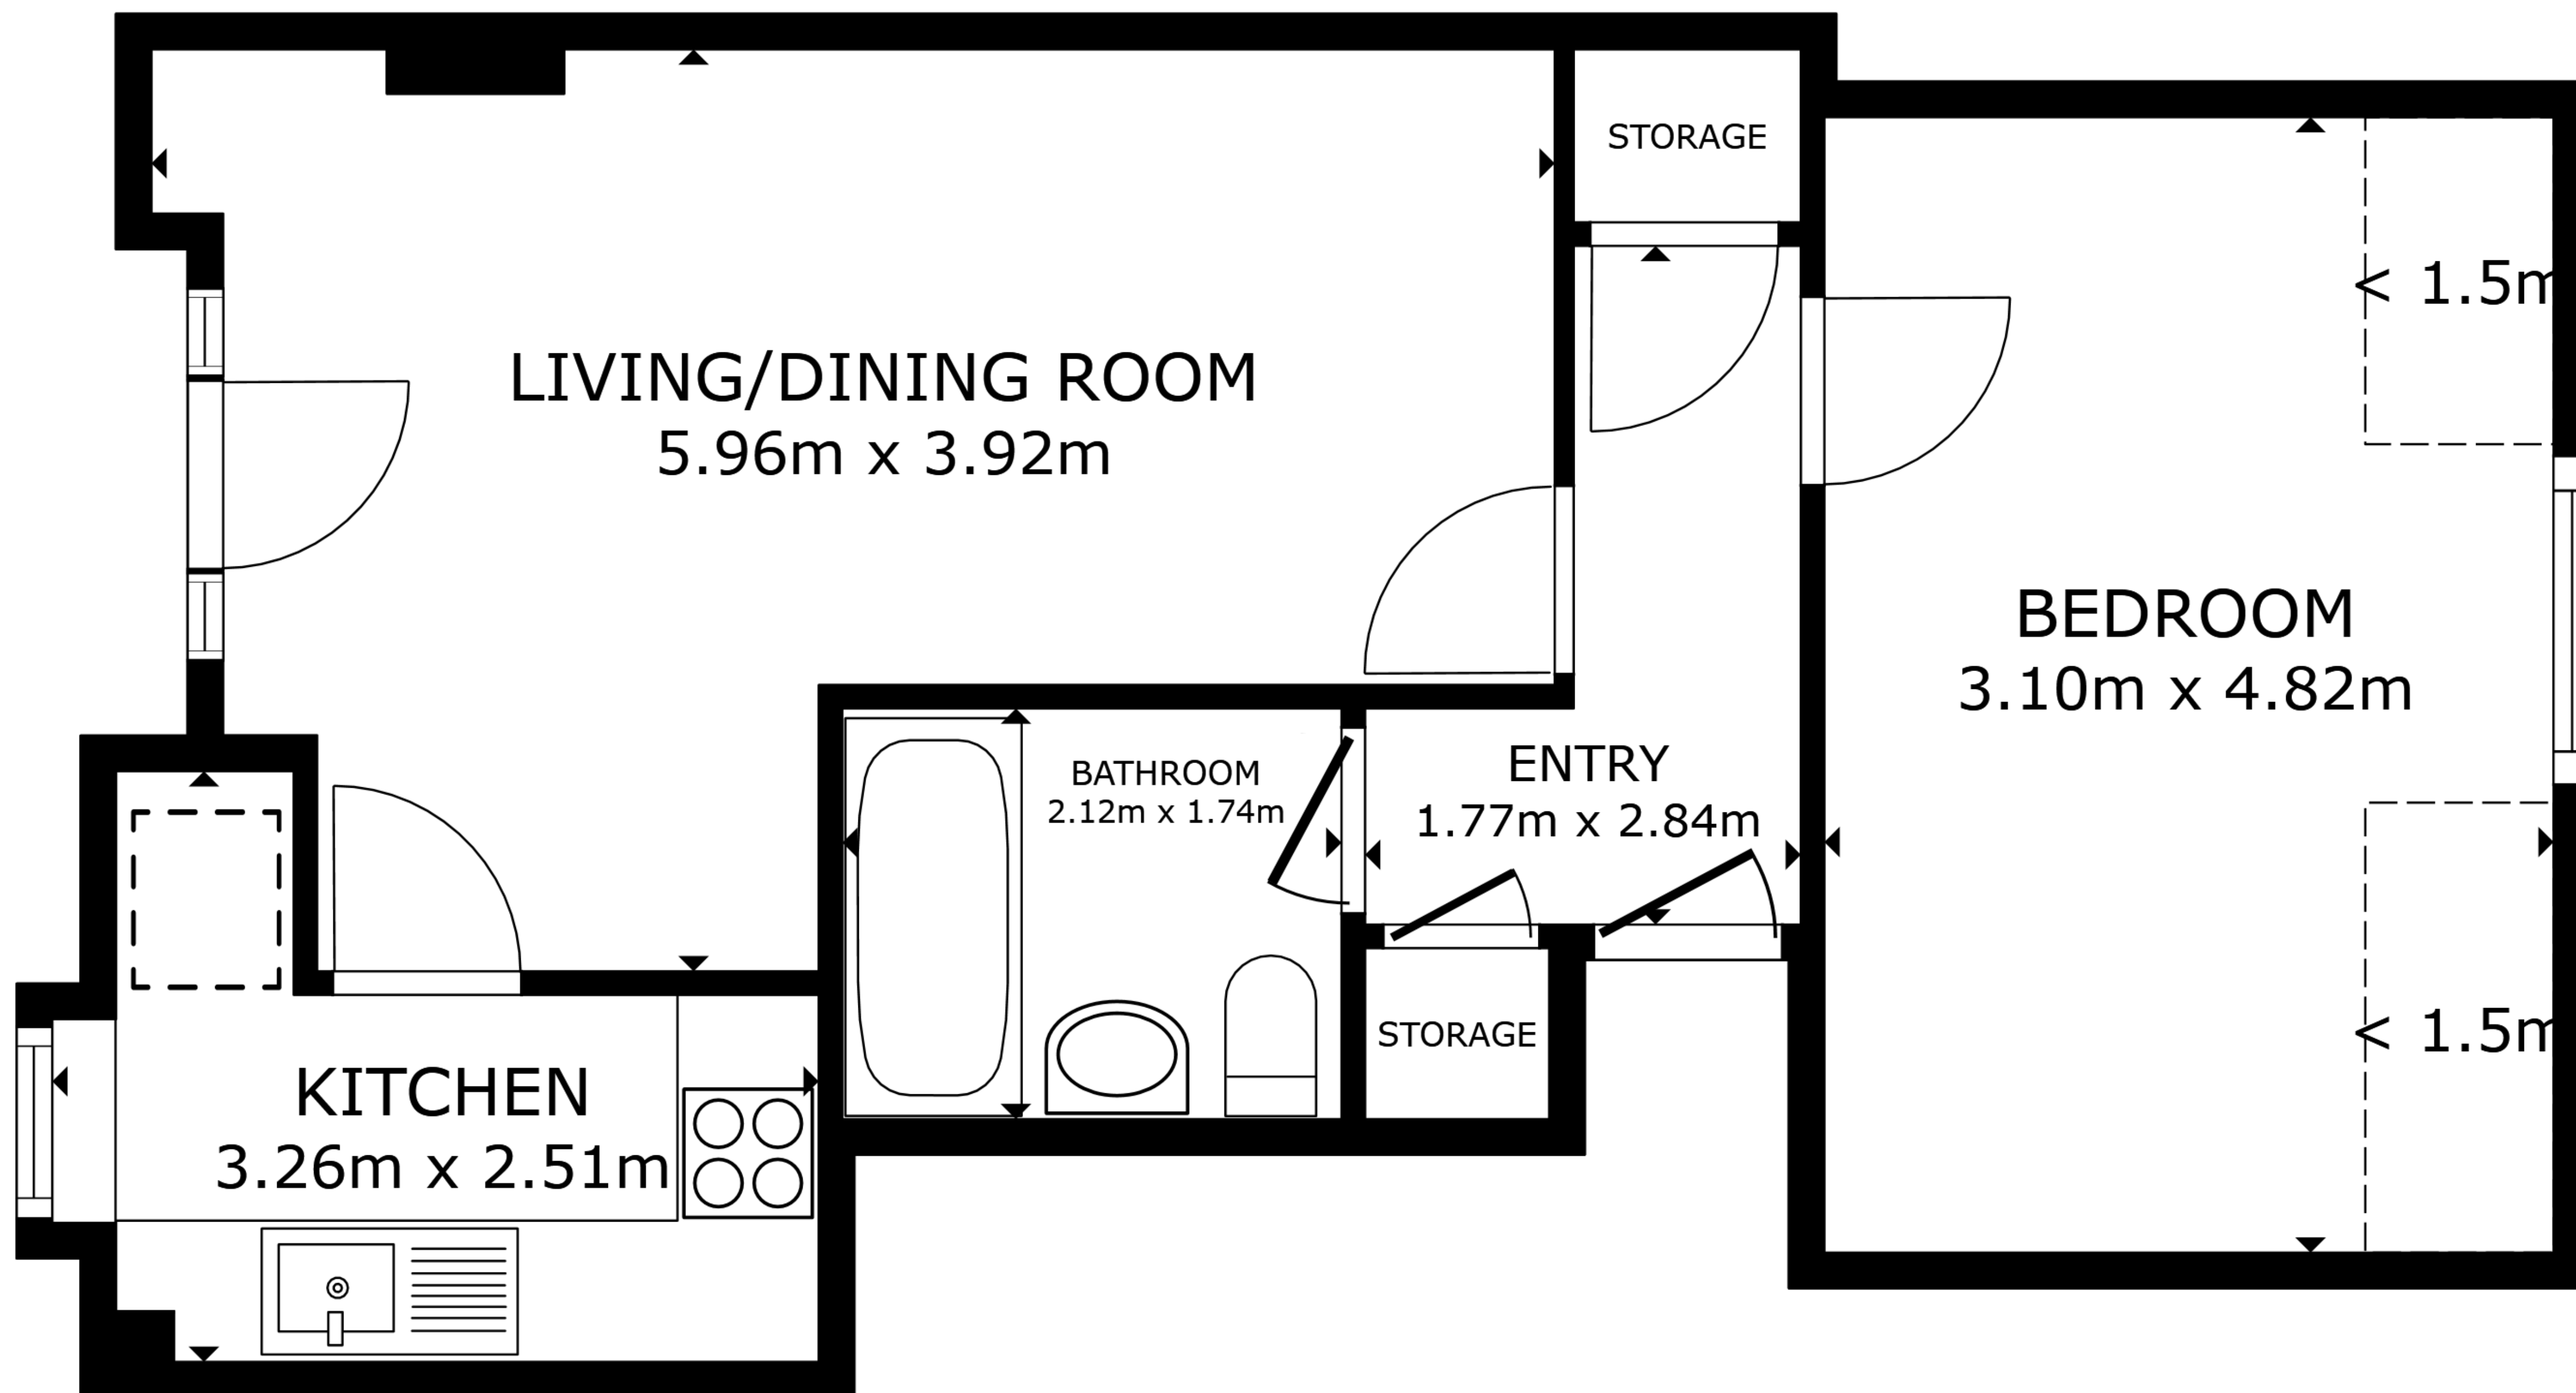 STORAGE
< 1.5m
LIVING/DINING ROOM
5.96m x 3.92m
BEDROOM
3.10m x 4.82m
BATHROOM
2.12m x 1.74m
ENTRY
1.77m x 2.84m
KITCHEN
3.26m x 2.51m
STORAGE
< 1.5m